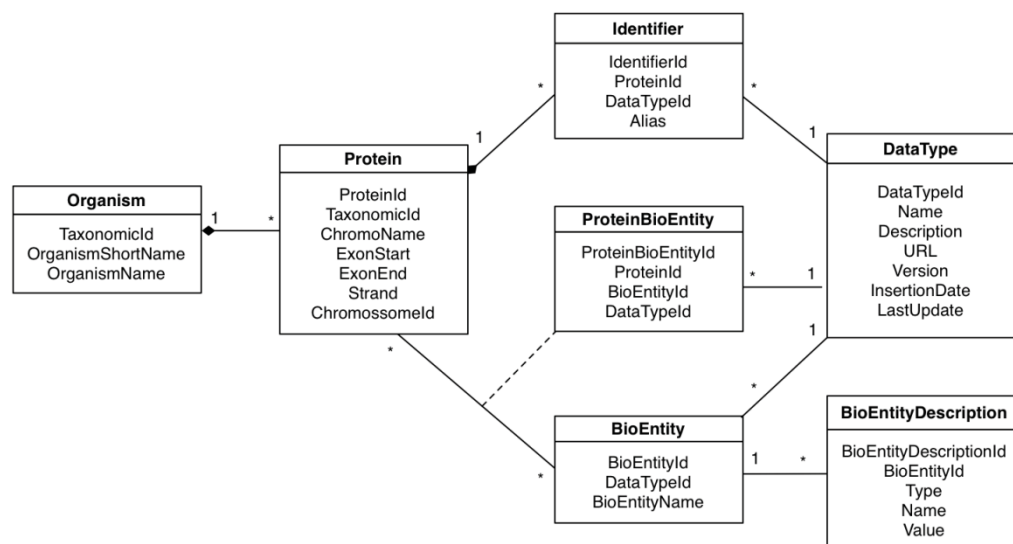 Identifier
IdentifierId
ProteinId
DataTypeId
Alias
*
*
1
1
Protein
ProteinId
TaxonomicId
ChromoName
ExonStart
ExonEnd
Strand
ChromossomeId
DataType
DataTypeId
Name
Description
URL
Version
InsertionDate
LastUpdate
Organism
TaxonomicId
OrganismShortName
OrganismName
1
*
ProteinBioEntity
ProteinBioEntityId
ProteinId
BioEntityId
DataTypeId
*
1
1
*
*
*
BioEntity
BioEntityId
DataTypeId
BioEntityName
1
*
BioEntityDescription
BioEntityDescriptionId
BioEntityId
Type
Name
Value